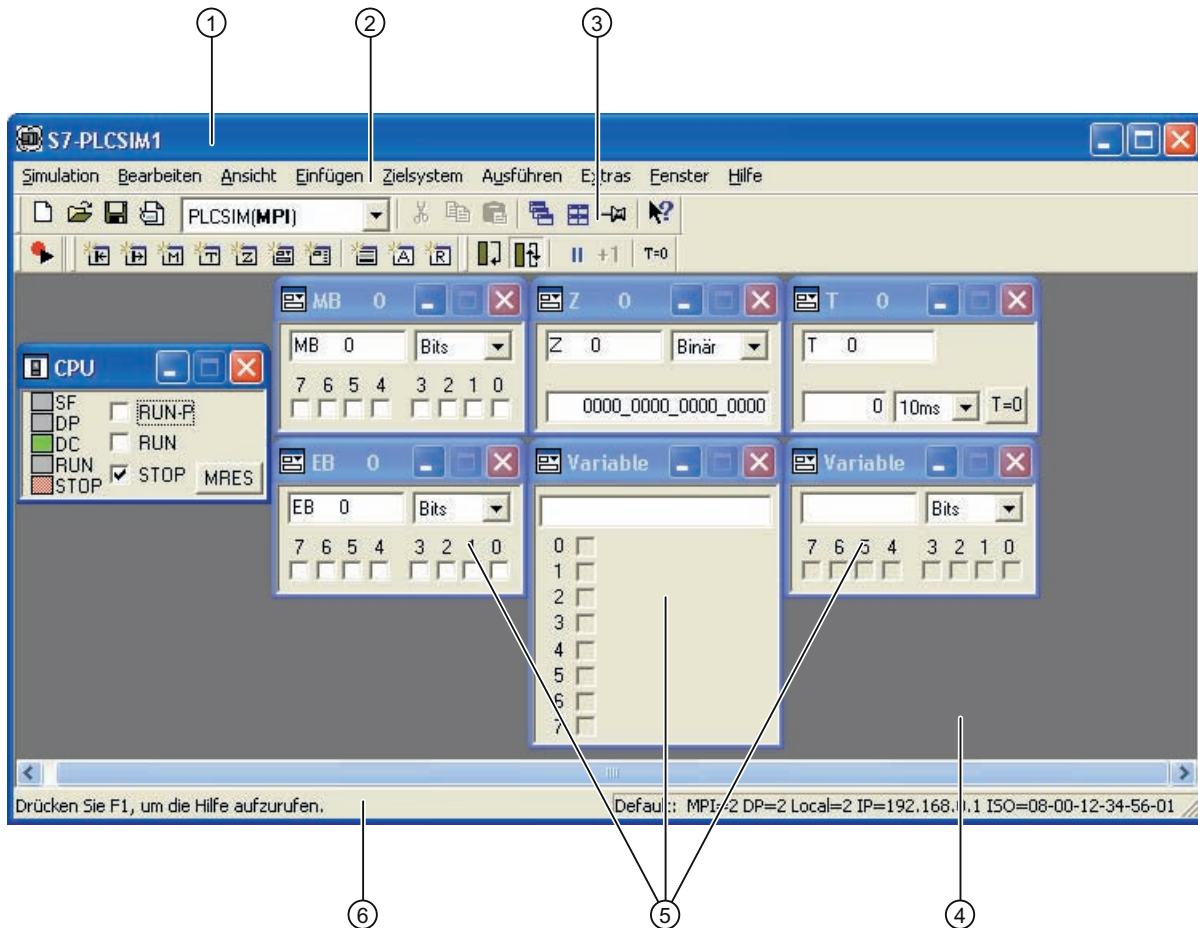 1 2 3
S7-PLCSIM1
Simulation Bearbeiten Ansicht Einfügen Zielsystem Ausführen Extras Fenster Hilfe
PLCSIM(MPI)
M T Z A R +1 T=0
MB 0 Z 0 T 0
MB 0 Bits Z 0 Binär T 0
7 6 5 4 3 2 1 0
0000_0000_0000_0000 0 10ms T=0
CPU
SF
DP
DC
RUN
STOP
RUN-P
RUN
STOP
MRES
EB 0 Variable Variable
EB 0 Bits Bits
7 6 5 4 3 2 1 0
0
1
2
3
4
5
6
7
7 6 5 4 3 2 1 0
Drücken Sie F1, um die Hilfe aufzurufen. Default: MPI=2 DP=2 Local=2 IP=192.168.0.1 ISO=08-00-12-34-56-01
6 5 4